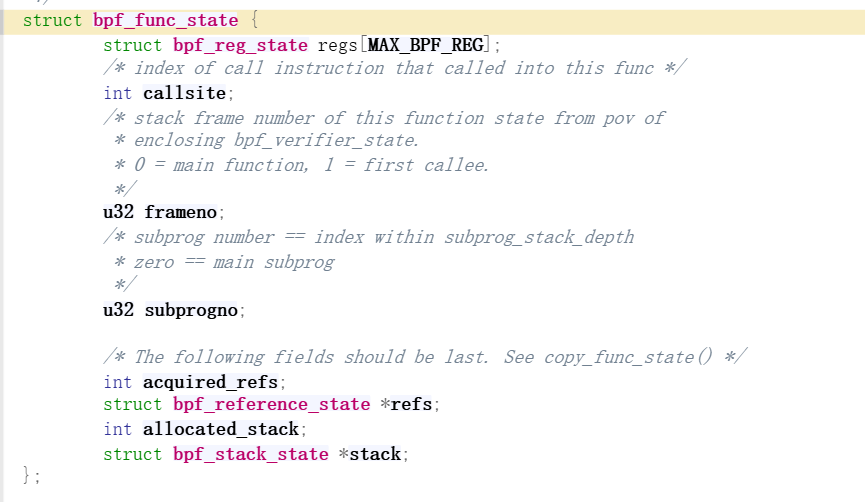 */
struct bpf_func_state {
struct bpf_reg_state regs[MAX_BPF_REG];
/* index of call instruction that called into this func */
int callsite;
/* stack frame number of this function state from pov of
* enclosing bpf_verifier_state.
* 0 = main function, 1 = first callee.
*/
u32 frameno;
/* subprog number == index within subprog_stack_depth
* zero == main subprog
*/
u32 subprogno;
/* The following fields should be last. See copy_func_state() */
int acquired_refs;
struct bpf_reference_state *refs;
int allocated_stack;
struct bpf_stack_state *stack;
};